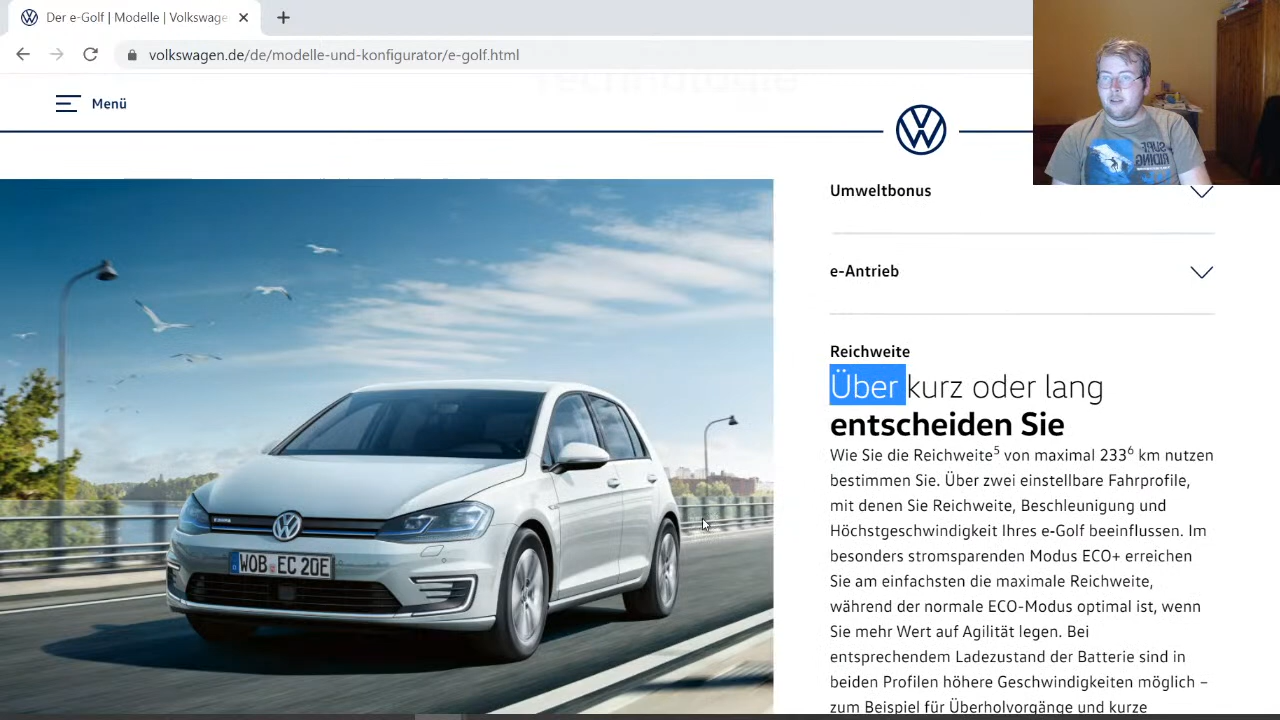 Der e-Golf | Modelle | Volkswage
volkswagen.de/de/modelle-und-konfigurator/e-golf.html
Menü
Umweltbonus
e-Antrieb
Reichweite
Über kurz oder lang
entscheiden Sie
Wie Sie die Reichweite⁵ von maximal 233⁶ km nutzen
bestimmen Sie. Über zwei einstellbare Fahrprofile,
mit denen Sie Reichweite, Beschleunigung und
Höchstgeschwindigkeit Ihres e-Golf beeinflussen. Im
besonders stromsparenden Modus ECO+ erreichen
Sie am einfachsten die maximale Reichweite,
während der normale ECO-Modus optimal ist, wenn
Sie mehr Wert auf Agilität legen. Bei
entsprechendem Ladezustand der Batterie sind in
beiden Profilen höhere Geschwindigkeiten möglich –
zum Beispiel für Überholvorgänge und kurze
WOB EC 20E
SURF
RIDING